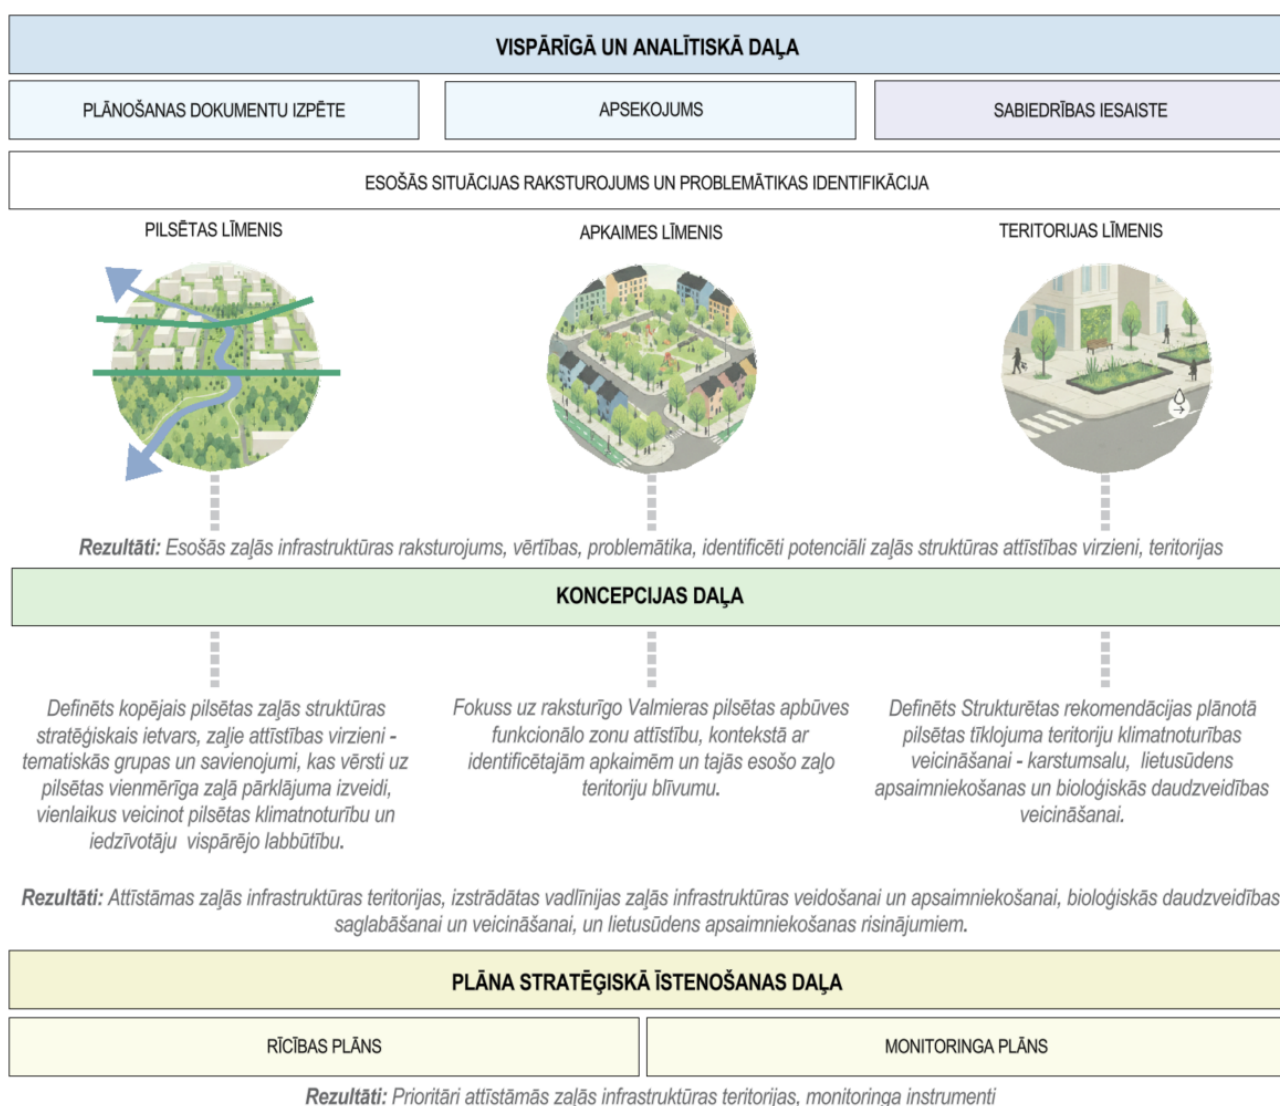 VISPĀRĪGĀ UN ANALĪTISKĀ DAĻA
PLĀNOŠANAS DOKUMENTU IZPĒTE
APSEKOJUMS
SABIEDRĪBAS IESAISTE
ESOŠĀS SITUĀCIJAS RAKSTUROJUMS UN PROBLĒMĀTIKAS IDENTIFIKĀCIJA
PILSĒTAS LĪMENIS
APKAIMES LĪMENIS
TERITORIJAS LĪMENIS
Rezultāti: Esošās zaļās infrastruktūras raksturojums, vērtības, problemātika, identificēti potenciāli zaļās struktūras attīstības virzieni, teritorijas
KONCEPCIJAS DAĻA
Definēts kopējais pilsētas zaļās struktūras
stratēģiskais ietvars, zaļie attīstības virzieni -
tematiskās grupas un savienojumi, kas vērsti uz
pilsētas vienmērīga zaļā pārklājuma izveidi,
vienlaikus veicinot pilsētas klimatnoturību un
iedzīvotāju vispārējo labbūtību.
Fokuss uz raksturīgo Valmieras pilsētas apbūves
funkcionālo zonu attīstību, kontekstā ar
identificētajām apkaimēm un tajās esošo zaļo
teritoriju blīvumu.
Definēts Strukturētas rekomendācijas plānotā
pilsētas tīklojuma teritoriju klimatnoturības
veicināšanai - karstumsalu, lietusūdens
apsaimniekošanas un bioloģiskās daudzveidības
veicināšanai.
Rezultāti: Attīstāmas zaļās infrastruktūras teritorijas, izstrādātas vadlīnijas zaļās infrastruktūras veidošanai un apsaimniekošanai, bioloģiskās daudzveidības
saglabāšanai un veicināšanai, un lietusūdens apsaimniekošanas risinājumiem.
PLĀNA STRATĒĢISKĀ ĪSTENOŠANAS DAĻA
RĪCĪBAS PLĀNS
MONITORINGA PLĀNS
Rezultāti: Prioritāri attīstāmās zaļās infrastruktūras teritorijas, monitoringa instrumenti